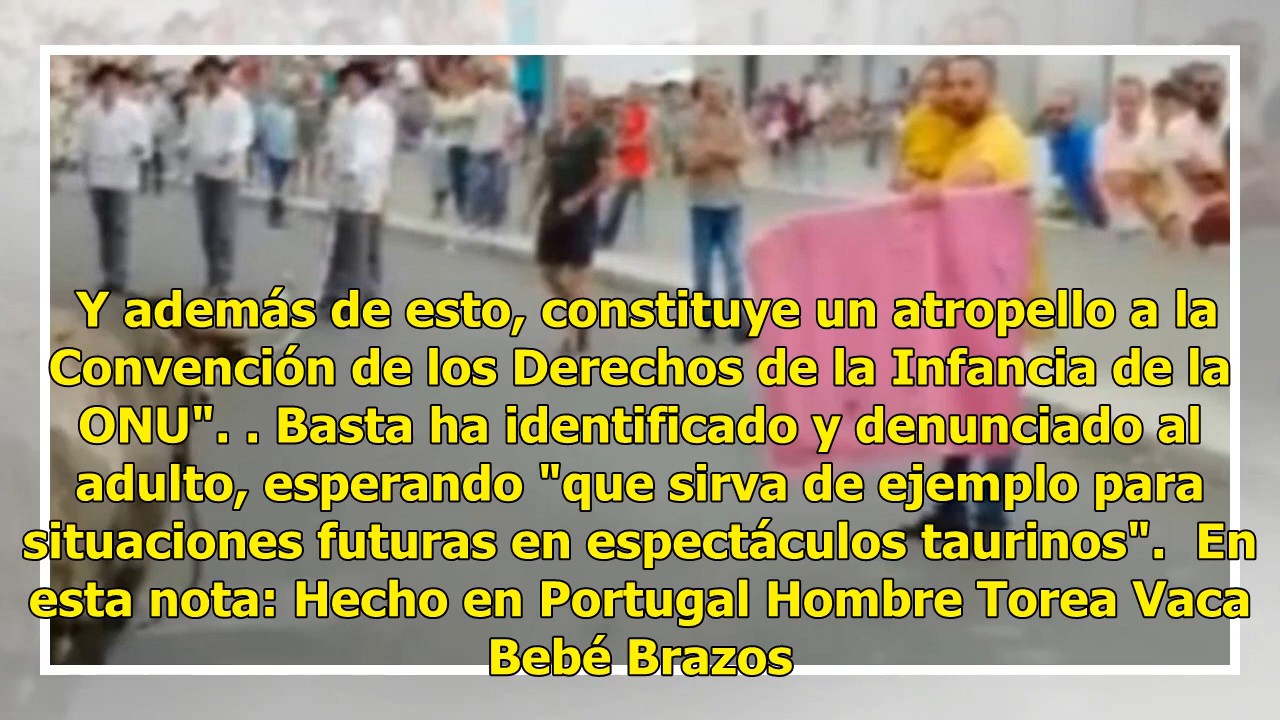 Y además de esto, constituye un atropello a la
Convención de los Derechos de la Infancia de la
ONU". . Basta ha identificado y denunciado al
adulto, esperando "que sirva de ejemplo para
situaciones futuras en espectáculos taurinos".  En
esta nota: Hecho en Portugal Hombre Torea Vaca
Bebé Brazos